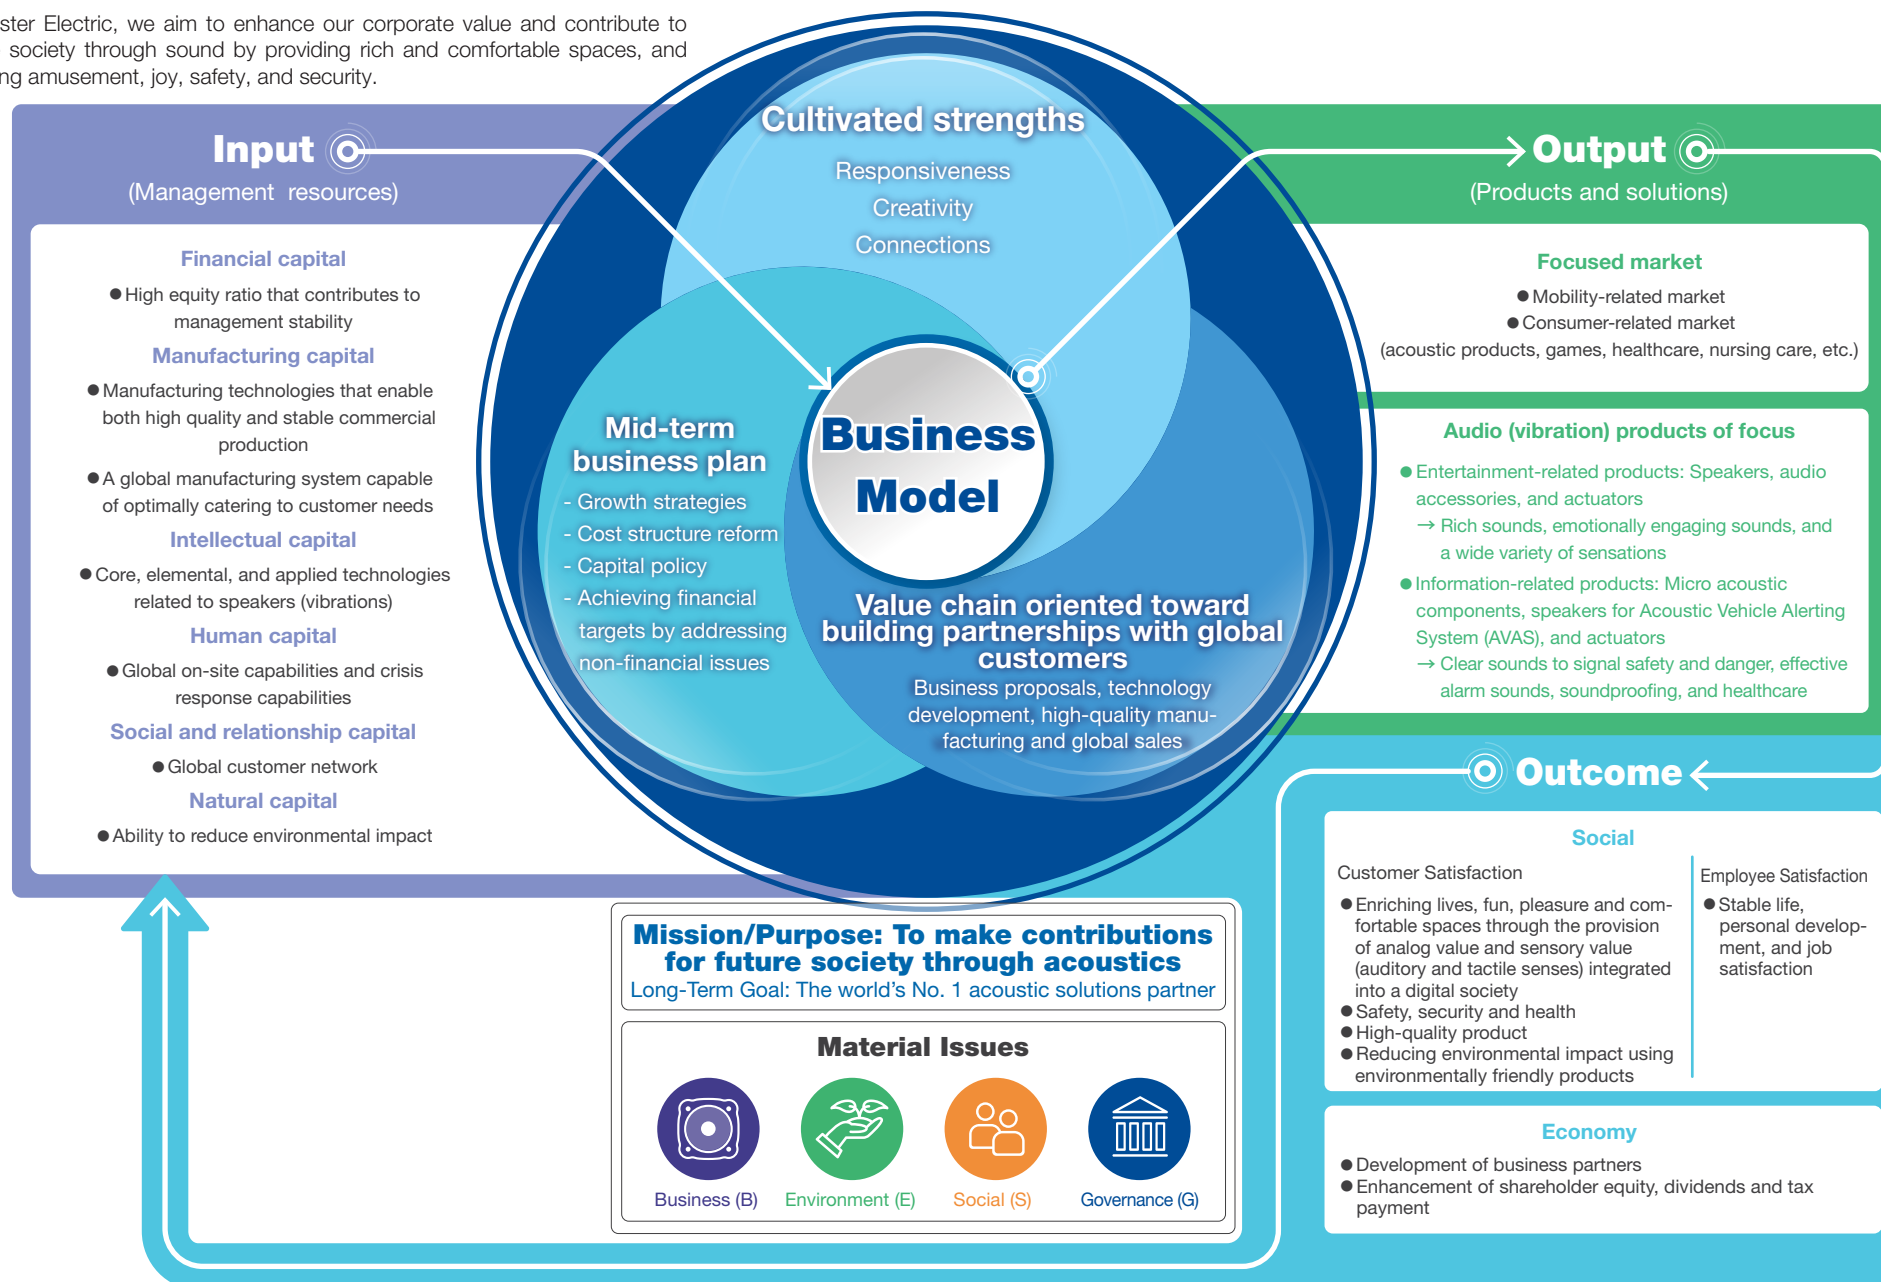 ster Electric, we aim to enhance our corporate value and contribute to
society through sound by providing rich and comfortable spaces, and
ng amusement, joy, safety, and security.
Input
(Management resources)
Financial capital
● High equity ratio that contributes to
management stability
Manufacturing capital
● Manufacturing technologies that enable
both high quality and stable commercial
production
● A global manufacturing system capable
of optimally catering to customer needs
Intellectual capital
● Core, elemental, and applied technologies
related to speakers (vibrations)
Human capital
● Global on-site capabilities and crisis
response capabilities
Social and relationship capital
● Global customer network
Natural capital
● Ability to reduce environmental impact
Cultivated strengths
Responsiveness
Creativity
Connections
Mid-term
business plan
- Growth strategies
- Cost structure reform
- Capital policy
- Achieving financial
targets by addressing
non-financial issues
Business
Model
Value chain oriented toward
building partnerships with global
customers
Business proposals, technology
development, high-quality manu-
facturing and global sales
Output
(Products and solutions)
Focused market
● Mobility-related market
● Consumer-related market
(acoustic products, games, healthcare, nursing care, etc.)
Audio (vibration) products of focus
● Entertainment-related products: Speakers, audio
accessories, and actuators
→ Rich sounds, emotionally engaging sounds, and
a wide variety of sensations
● Information-related products: Micro acoustic
components, speakers for Acoustic Vehicle Alerting
System (AVAS), and actuators
→ Clear sounds to signal safety and danger, effective
alarm sounds, soundproofing, and healthcare
Outcome
Social
Customer Satisfaction
● Enriching lives, fun, pleasure and com-
fortable spaces through the provision
of analog value and sensory value
(auditory and tactile senses) integrated
into a digital society
● Safety, security and health
● High-quality product
● Reducing environmental impact using
environmentally friendly products
Employee Satisfaction
● Stable life,
personal develop-
ment, and job
satisfaction
Economy
● Development of business partners
● Enhancement of shareholder equity, dividends and tax
payment
Mission/Purpose: To make contributions
for future society through acoustics
Long-Term Goal: The world's No. 1 acoustic solutions partner
Material Issues
Business (B)
Environment (E)
Social (S)
Governance (G)